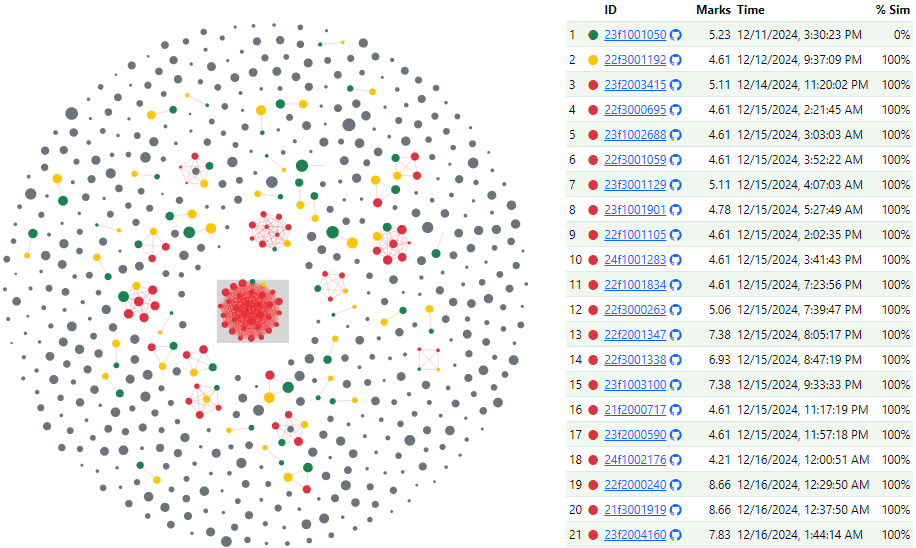 ID Marks Time % Sim
1 23f1001050 5.23 12/11/2024, 3:30:23 PM 0%
2 22f3001192 4.61 12/12/2024, 9:37:09 PM 100%
3 23f2003415 5.11 12/14/2024, 11:20:02 PM 100%
4 22f3000695 4.61 12/15/2024, 2:21:45 AM 100%
5 23f1002688 4.61 12/15/2024, 3:03:03 AM 100%
6 22f3001059 4.61 12/15/2024, 3:52:22 AM 100%
7 23f3001129 5.11 12/15/2024, 4:07:03 AM 100%
8 23f1001901 4.78 12/15/2024, 5:27:49 AM 100%
9 22f1001105 4.61 12/15/2024, 2:02:35 PM 100%
10 24f1001283 4.61 12/15/2024, 3:41:43 PM 100%
11 22f1001834 4.61 12/15/2024, 7:23:56 PM 100%
12 22f3000263 5.06 12/15/2024, 7:39:47 PM 100%
13 22f2001347 7.38 12/15/2024, 8:05:17 PM 100%
14 22f3001338 6.93 12/15/2024, 8:47:19 PM 100%
15 23f1003100 7.38 12/15/2024, 9:33:33 PM 100%
16 21f2000717 4.61 12/15/2024, 11:17:19 PM 100%
17 23f2000590 4.61 12/15/2024, 11:57:18 PM 100%
18 24f1002176 4.21 12/16/2024, 12:00:51 AM 100%
19 22f2000240 8.66 12/16/2024, 12:29:50 AM 100%
20 21f3001919 8.66 12/16/2024, 12:37:50 AM 100%
21 23f2004160 7.83 12/16/2024, 1:44:14 AM 100%